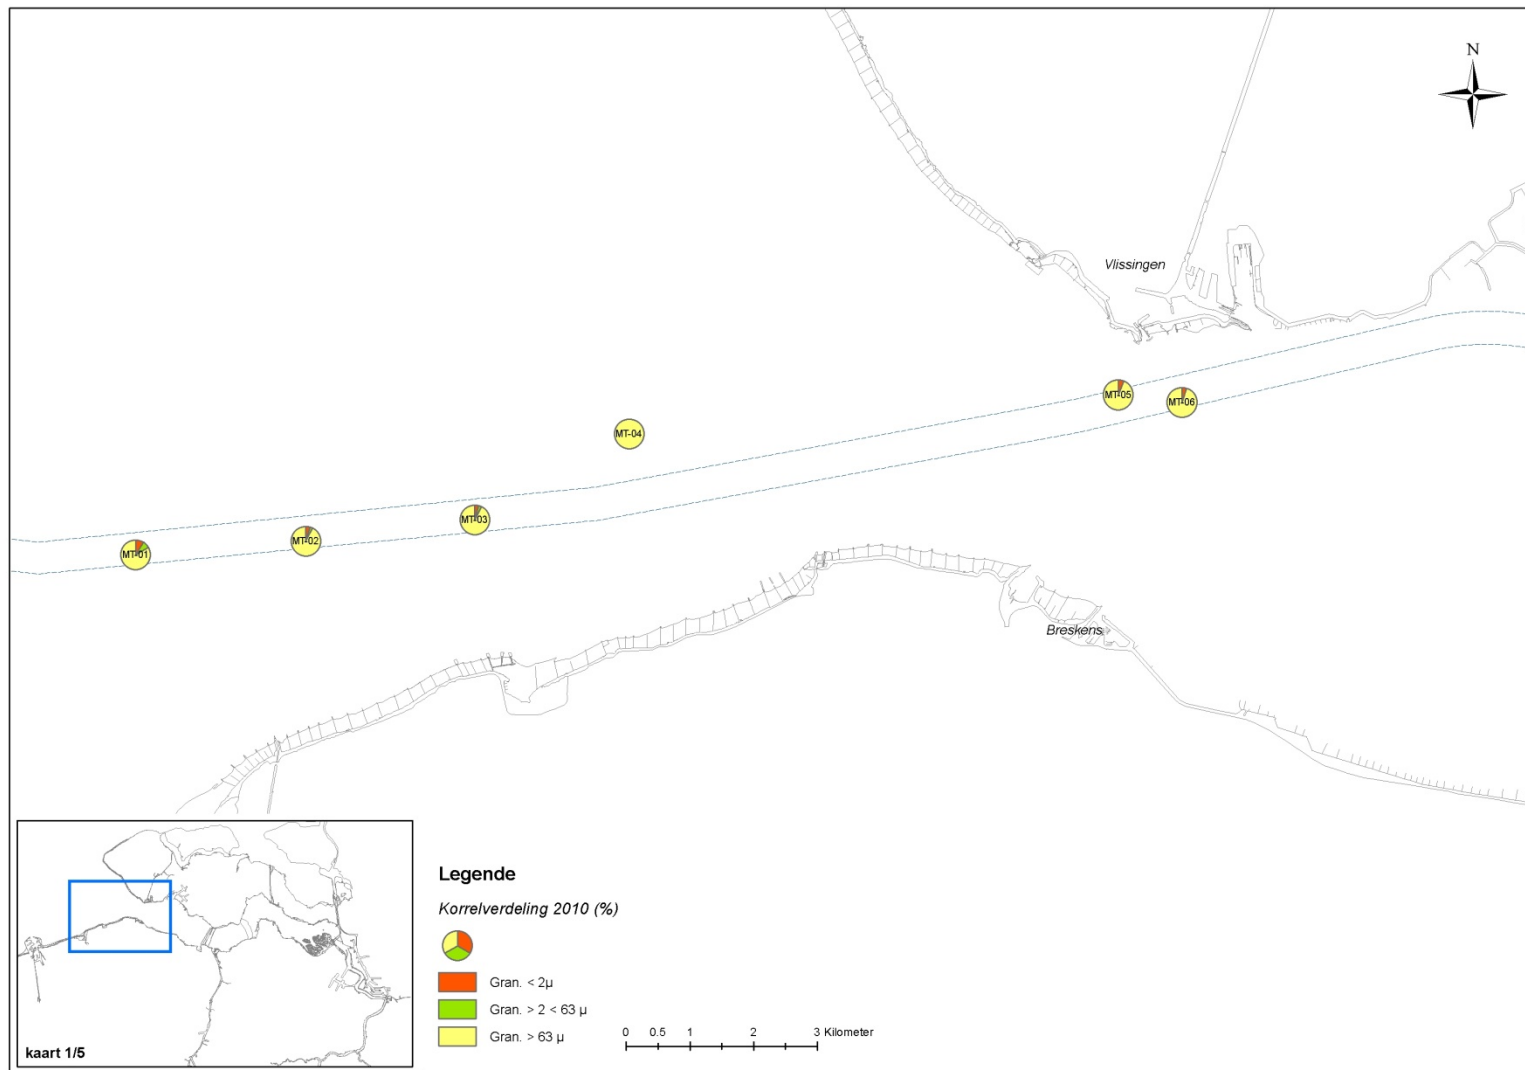 N
Vlissingen
MT-05
MT-06
MT-04
MT-03
MT-02
MT-01
Breskens
Legende
Korrelverdeling 2010 (%)
Gran. < 2µ
Gran. > 2 < 63 µ
Gran. > 63 µ
0 0.5 1 2 3 Kilometer
kaart 1/5